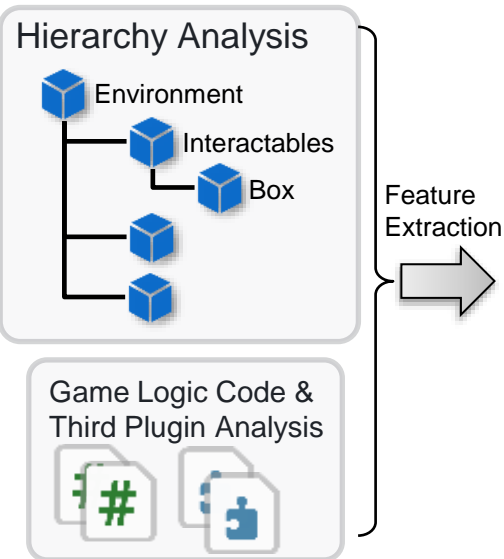 Hierarchy Analysis
Environment
Interactables
Box
Feature
Extraction
Game Logic Code &
Third Plugin Analysis
#
#